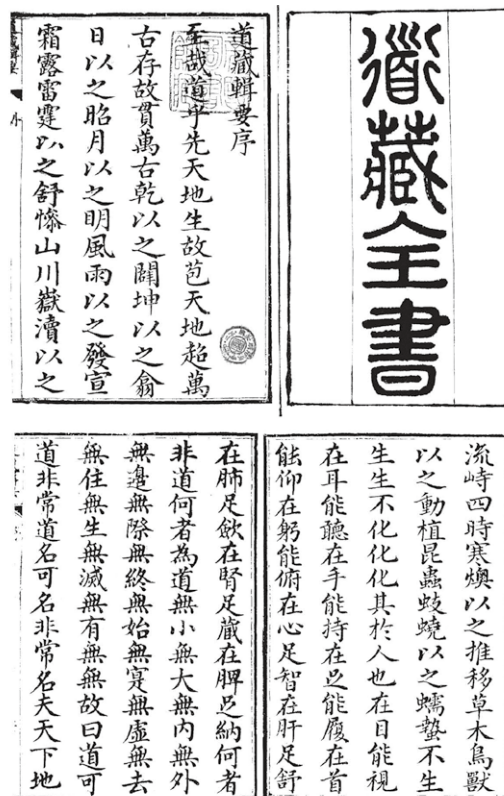 道藏全書
道藏輯要序
至哉道乎先天地生故苞天地超萬
古存故貫萬古乾以之闢坤以之翕
日以之昭月以之明風雨以之發宣
霜露雷霆以之舒慘山川嶽瀆以之
流峙四時寒燠以之推移草木鳥獸
以之動植昆蟲蚑蟯以之蠕蟄不生
生生不化化化其於人也在目能視
在耳能聽在手能持在足能履在首
能仰在躬能俯在心足智在肝足舒
在肺足歛在腎足藏在脾足納何者
非道何者為道無小無大無內無外
無邊無際無終無始無寔無虛無去
無住無生無滅無有無無故曰道可
道非常道名可名非常名夫天下地